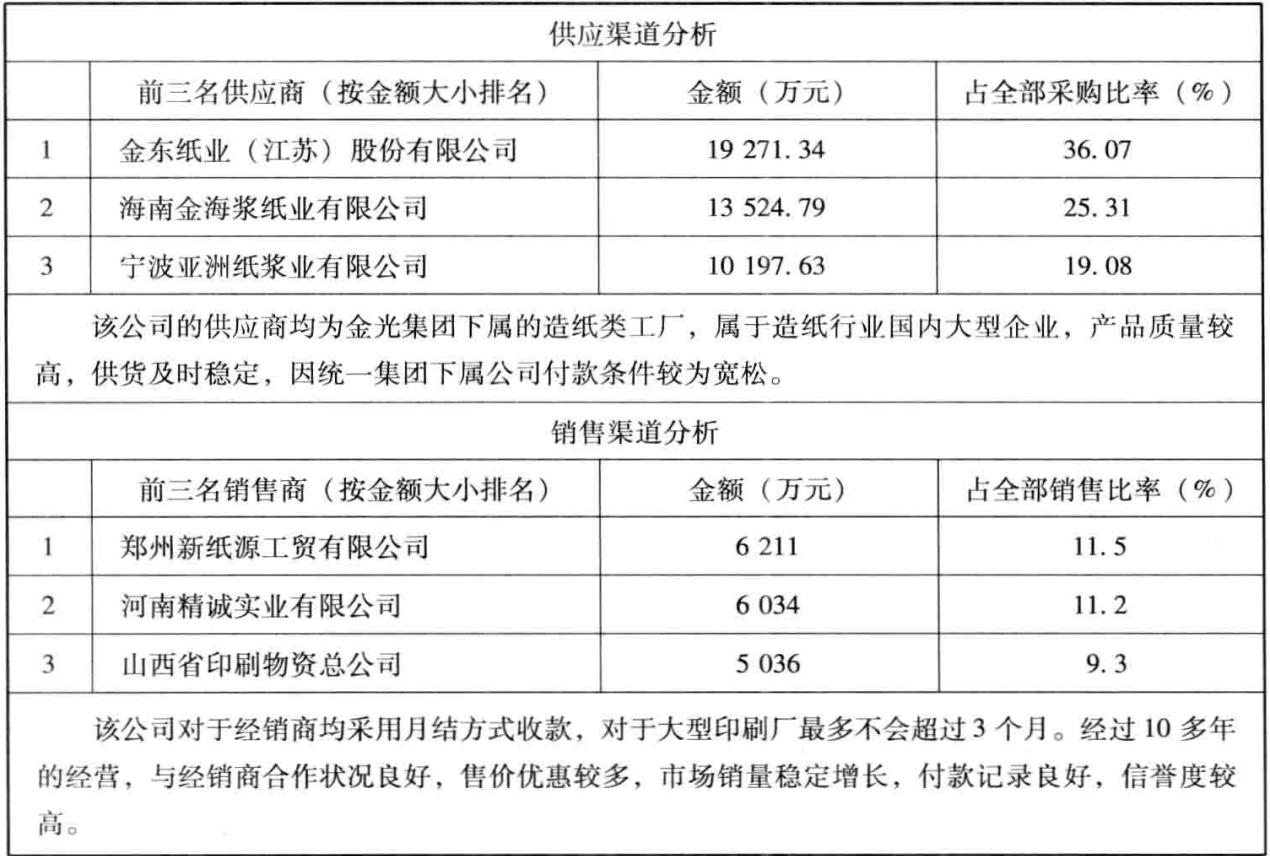 供应渠道分析
前三名供应商（按金额大小排名） 金额（万元） 占全部采购比率（%）
1 金东纸业（江苏）股份有限公司 19 271.34 36.07
2 海南金海浆纸业有限公司 13 524.79 25.31
3 宁波亚洲纸浆业有限公司 10 197.63 19.08
该公司的供应商均为金光集团下属的造纸类工厂，属于造纸行业国内大型企业，产品质量较
高，供货及时稳定，因统一集团下属公司付款条件较为宽松。
销售渠道分析
前三名销售商（按金额大小排名） 金额（万元） 占全部销售比率（%）
1 郑州新纸源工贸有限公司 6 211 11.5
2 河南精诚实业有限公司 6 034 11.2
3 山西省印刷物资总公司 5 036 9.3
该公司对于经销商均采用月结方式收款，对于大型印刷厂最多不会超过 3 个月。经过 10 多年
的经营，与经销商合作状况良好，售价优惠较多，市场销量稳定增长，付款记录良好，信誉度较
高。